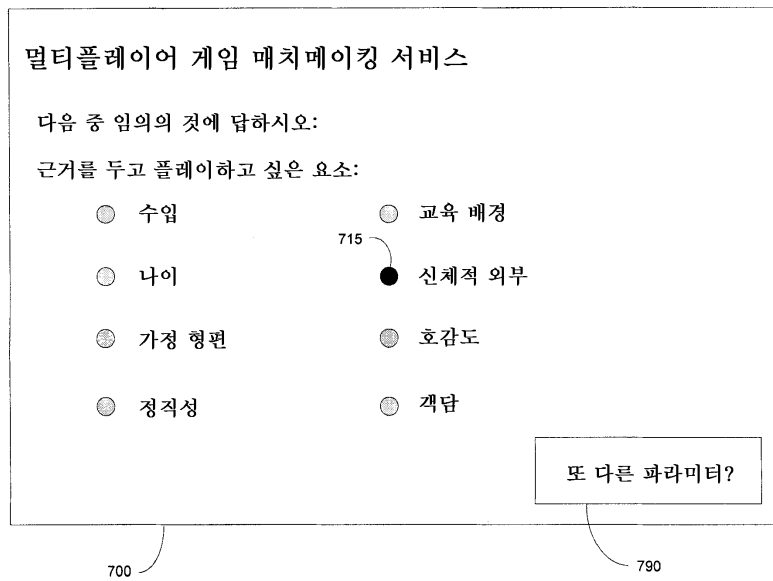 멀티플레이어 게임 매치메이킹 서비스
다음 중 임의의 것에 답하시오:
근거를 두고 플레이하고 싶은 요소:
수입 교육 배경
715
나이 신체적 외부
가정 형편 호감도
정직성 객담
또 다른 파라미터?
700 790